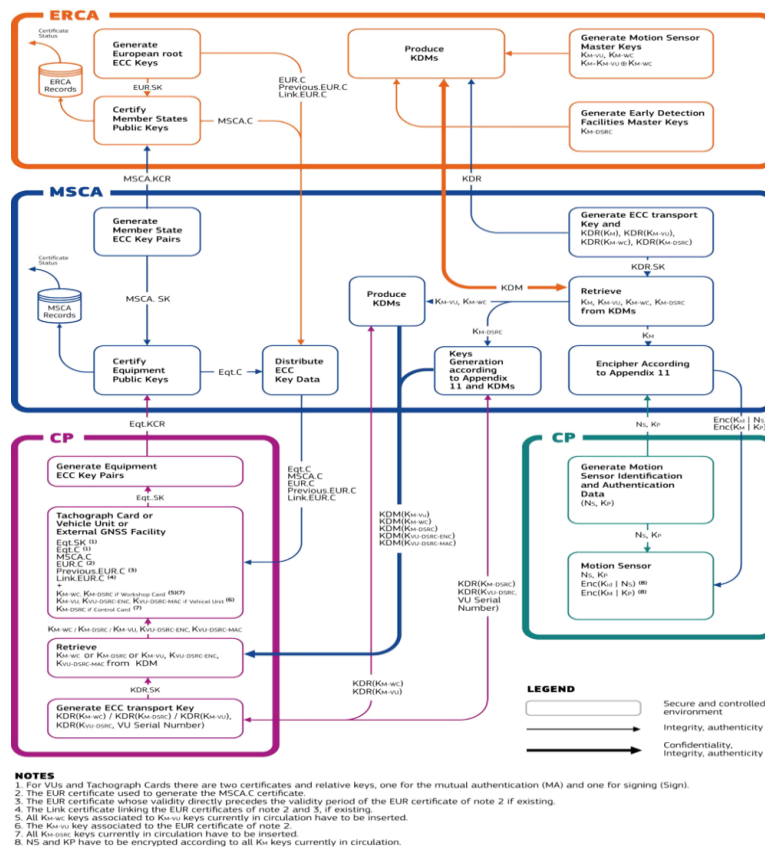 ERCA
Certificate
Status
ERCA
Records
Generate
European root
ECC Keys
EUR.SK
Certify
Member States
Public Keys
MSCA.C
EUR.C
Previous.EUR.C
Link.EUR.C
Produce
KDMs
Generate Motion Sensor
Master Keys
KM-VU, KM-WC
KM=KM-VU ⊕ KM-WC
Generate Early Detection
Facilities Master Keys
KM-DSRC
MSCA.KCR
KDR
MSCA
Generate
Member State
ECC Key Pairs
Certificate
Status
MSCA
Records
MSCA. SK
Certify
Equipment
Public Keys
Eqt.C
Distribute
ECC
Key Data
Generate ECC transport
Key and
KDR(KM), KDR(KM-VU),
KDR(KM-WC), KDR(KM-DSRC)
KDR.SK
KDM
Produce
KDMs
KM-VU, KM-WC
Retrieve
KM, KM-VU, KM-WC, KM-DSRC
from KDMs
KM-DSRC
KM
Keys
Generation
according
to Appendix
11 and KDMs
Encipher According
to Appendix 11
Eqt.KCR
NS, KP
Enc(KM | KP)
CP
Generate Equipment
ECC Key Pairs
Eqt.SK
Tachograph Card or
Vehicle Unit or
External GNSS Facility
Eqt.SK (1)
Eqt.C (1)
MSCA.C
EUR.C (2)
Previous.EUR.C (3)
Link.EUR.C (4)
+
KM-WC, KM-DSRC if Workshop Card (5)(7)
KM-VU, KVU-DSRC-ENC, KVU-DSRC-MAC if Vehicel Unit (6)
KM-DSRC if Control Card (7)
KM-WC / KM-DSRC / KM-VU, KVU-DSRC-ENC, KVU-DSRC-MAC
Retrieve
KM-WC or KM-DSRC or KM-VU, KVU-DSRC-ENC,
KVU-DSRC-MAC from KDM
KDR.SK
Generate ECC transport Key
KDR(KM-WC) / KDR(KM-DSRC) / KDR(KM-VU),
KDR(KVU-DSRC, VU Serial Number)
Eqt.C
MSCA.C
EUR.C
Previous.EUR.C
Link.EUR.C
KDM(KM-VU)
KDM(KM-WC)
KDM(KM-DSRC)
KDM(KVU-DSRC-ENC)
KDM(KVU-DSRC-MAC)
KDR(KM-DSRC)
KDR(KVU-DSRC,
VU Serial
Number)
KDR(KM-WC)
KDR(KM-VU)
CP
Generate Motion
Sensor Identification
and Authentication
Data
(NS, KP)
NS, KP
Motion Sensor
NS, KP
Enc(KId | NS) (8)
Enc(KM | KP) (8)
LEGEND
Secure and controlled
environment
Integrity, authenticity
Confidentiality,
Integrity, authenticity
NOTES
1. For VUs and Tachograph Cards there are two certificates and relative keys, one for the mutual authentication (MA) and one for signing (Sign).
2. The EUR certificate used to generate the MSCA.C certificate.
3. The EUR certificate whose validity directly precedes the validity period of the EUR certificate of note 2 if existing.
4. The Link certificate linking the EUR certificates of note 2 and 3, if existing.
5. All KM-WC keys associated to KM-VU keys currently in circulation have to be inserted.
6. The KM-VU key associated to the EUR certificate of note 2.
7. All KM-DSRC keys currently in circulation have to be inserted.
8. NS and KP have to be encrypted according to all KM keys currently in circulation.